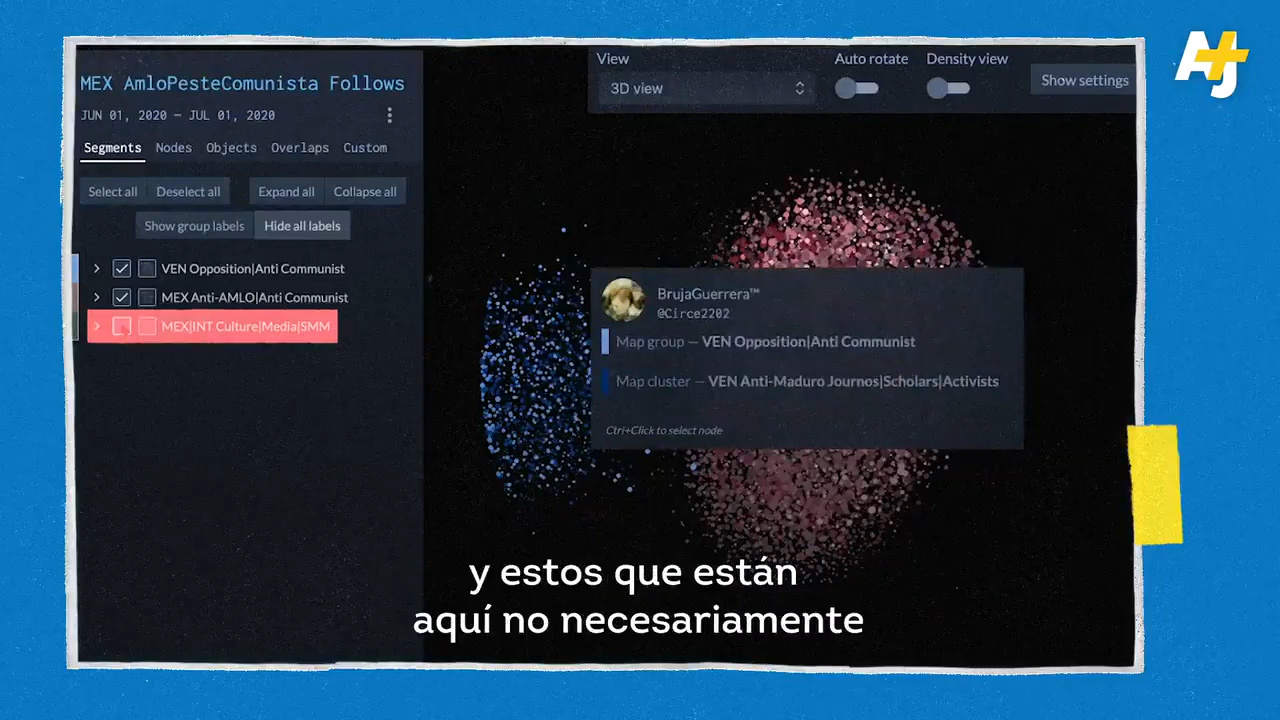 MEX AmloPesteComunista Follows
JUN 01, 2020 — JUL 01, 2020
Segments Nodes Objects Overlaps Custom
Select all Deselect all Expand all Collapse all
Show group labels Hide all labels
VEN Opposition|Anti Communist
MEX Anti-AMLO|Anti Communist
MEX|INT Culture|Media|SMM
View Auto rotate Density view
3D view
Show settings
AJ+
BrujaGuerrera™
@Circe2202
Map group — VEN Opposition|Anti Communist
Map cluster — VEN Anti-Maduro Journos|Scholars|Activists
Ctrl+Click to select node
y estos que están
aquí no necesariamente